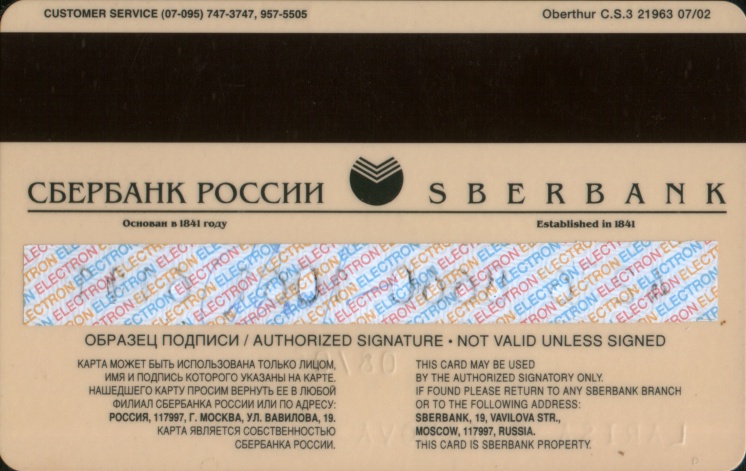 CUSTOMER SERVICE (07-095) 747-3747, 957-5505
Oberthur C.S.3 21963 07/02
СБЕРБАНК РОССИИ
SBERBANK
Основан в 1841 году
Established in 1841
ELECTRON ELECTRON ELECTRON ELECTRON ELECTRON
ОБРАЗЕЦ ПОДПИСИ / AUTHORIZED SIGNATURE • NOT VALID UNLESS SIGNED
КАРТА МОЖЕТ БЫТЬ ИСПОЛЬЗОВАНА ТОЛЬКО ЛИЦОМ,
ИМЯ И ПОДПИСЬ КОТОРОГО УКАЗАНЫ НА КАРТЕ.
НАШЕДШЕГО КАРТУ ПРОСИМ ВЕРНУТЬ ЕЕ В ЛЮБОЙ
ФИЛИАЛ СБЕРБАНКА РОССИИ ИЛИ ПО АДРЕСУ:
РОССИЯ, 117997, Г. МОСКВА, УЛ. ВАВИЛОВА, 19.
КАРТА ЯВЛЯЕТСЯ СОБСТВЕННОСТЬЮ
СБЕРБАНКА РОССИИ.
THIS CARD MAY BE USED
BY THE AUTHORIZED SIGNATORY ONLY.
IF FOUND PLEASE RETURN TO ANY SBERBANK BRANCH
OR TO THE FOLLOWING ADDRESS:
SBERBANK, 19, VAVILOVA STR.,
MOSCOW, 117997, RUSSIA.
THIS CARD IS SBERBANK PROPERTY.